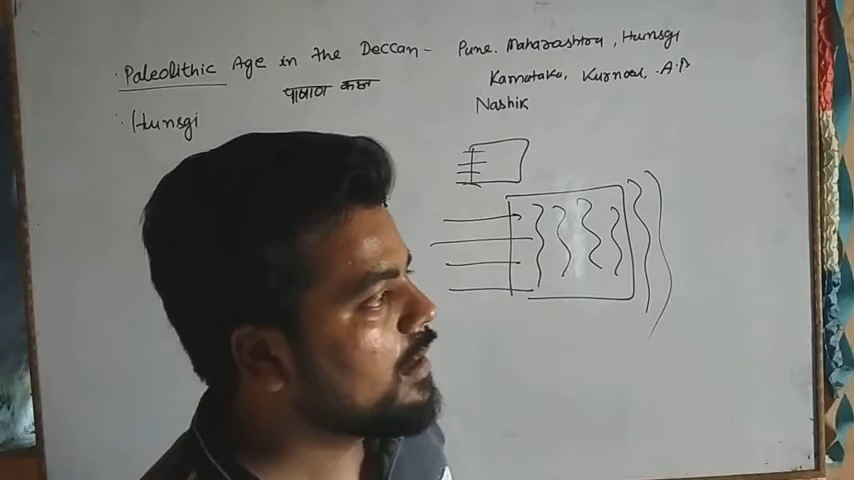 · Paleolithic Age in the Deccan - Pune. Maharashtra, Hunsgi
पाषाण काल Karnataka, Kurnool, .A.P
Nashik
: Hunsgi